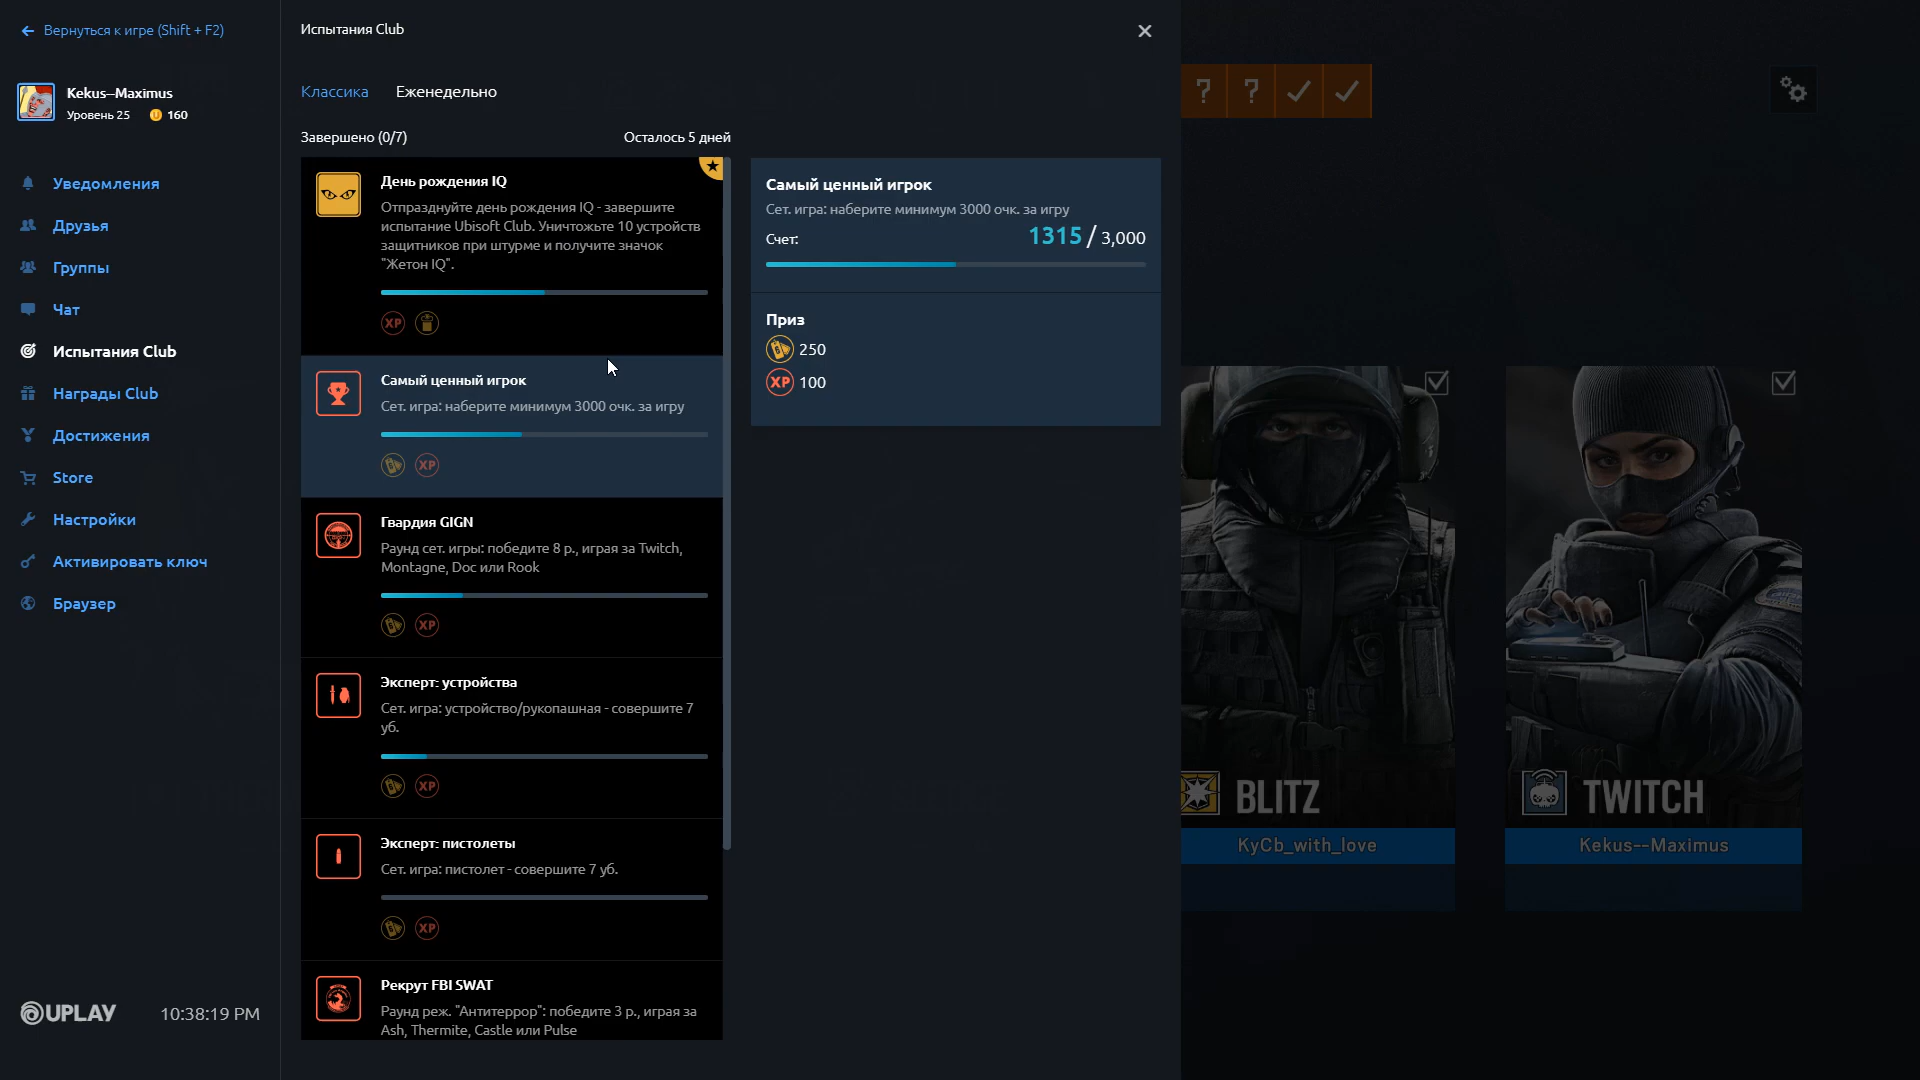 Вернуться к игре (Shift + F2)
Kekus--Maximus
Уровень 25 160
Уведомления
Друзья
Группы
Чат
Испытания Club
Награды Club
Достижения
Store
Настройки
Активировать ключ
Браузер
UPLAY 10:38:19 PM
Испытания Club
Классика Еженедельно
Завершено (0/7) Осталось 5 дней
День рождения IQ
Отпразднуйте день рождения IQ - завершите
испытание Ubisoft Club. Уничтожьте 10 устройств
защитников при штурме и получите значок
"Жетон IQ".
XP
Самый ценный игрок
Сет. игра: наберите минимум 3000 очк. за игру
XP
Гвардия GIGN
Раунд сет. игры: победите 8 р., играя за Twitch,
Montagne, Doc или Rook
XP
Эксперт: устройства
Сет. игра: устройство/рукопашная - совершите 7
уб.
XP
Эксперт: пистолеты
Сет. игра: пистолет - совершите 7 уб.
XP
Рекрут FBI SWAT
Раунд реж. "Антитеррор": победите 3 р., играя за
Ash, Thermite, Castle или Pulse
Самый ценный игрок
Сет. игра: наберите минимум 3000 очк. за игру
Счет: 1315 / 3,000
Приз
250
XP 100
? ?
BLITZ
KyCb_with_love
TWITCH
Kekus--Maximus